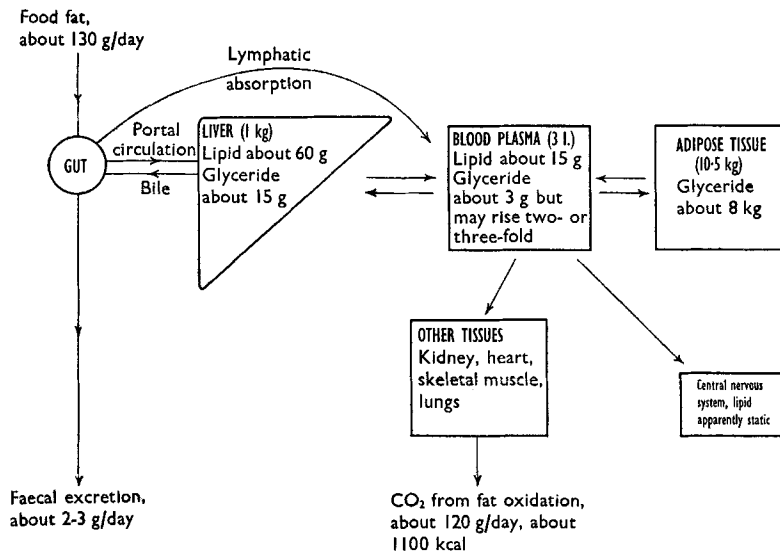 Food fat,
about 130 g/day
Lymphatic
absorption
GUT
Portal
circulation
Bile
LIVER (1 kg)
Lipid about 60 g
Glyceride
about 15 g
BLOOD PLASMA (3 l.)
Lipid about 15 g
Glyceride
about 3 g but
may rise two- or
three-fold
ADIPOSE TISSUE
(10·5 kg)
Glyceride
about 8 kg
OTHER TISSUES
Kidney, heart,
skeletal muscle,
lungs
Central nervous
system, lipid
apparently static
Faecal excretion,
about 2-3 g/day
CO₂ from fat oxidation,
about 120 g/day, about
1100 kcal